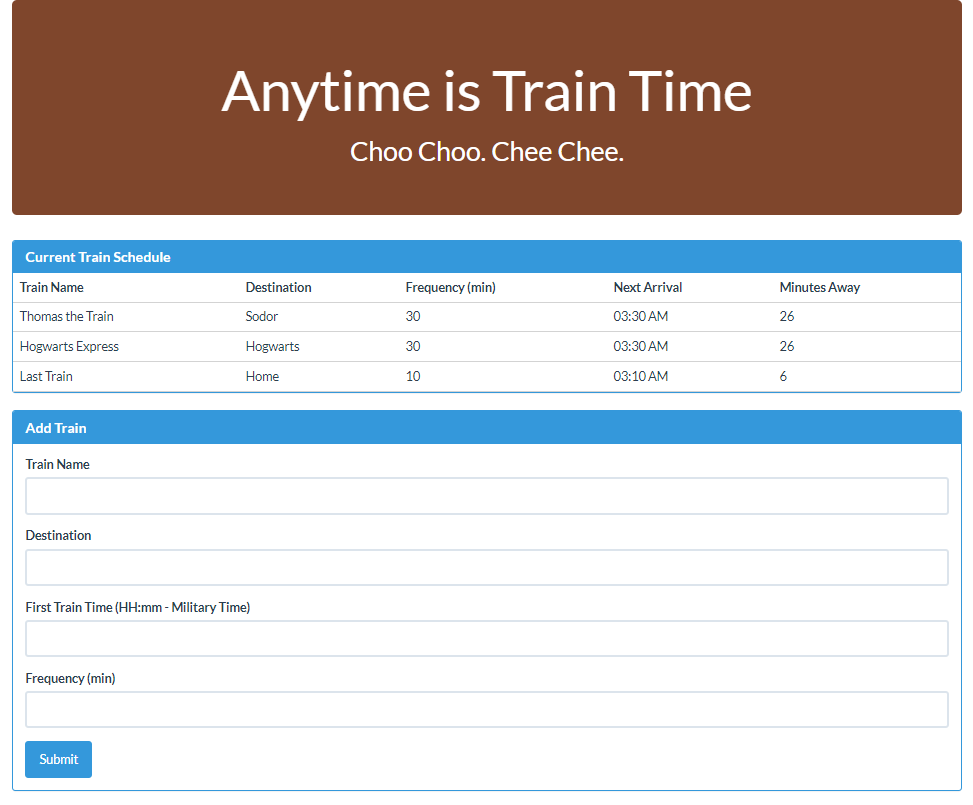 Anytime is Train Time
Choo Choo. Chee Chee.
Current Train Schedule
Train Name Destination Frequency (min) Next Arrival Minutes Away
Thomas the Train Sodor 30 03:30 AM 26
Hogwarts Express Hogwarts 30 03:30 AM 26
Last Train Home 10 03:10 AM 6
Add Train
Train Name
Destination
First Train Time (HH:mm - Military Time)
Frequency (min)
Submit